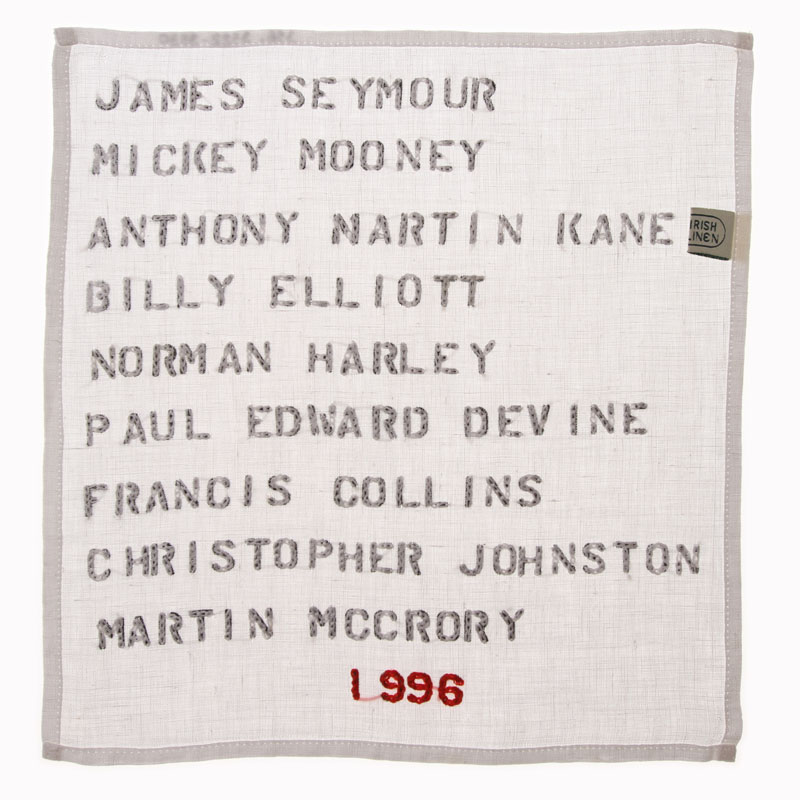 JAMES SEYMOUR
MICKEY MOONEY
ANTHONY NARTIN KANE
IRISH
LINEN
BILLY ELLIOTT
NORMAN HARLEY
PAUL EDWARD DEVINE
FRANCIS COLLINS
CHRISTOPHER JOHNSTON
MARTIN MCCRORY
1996